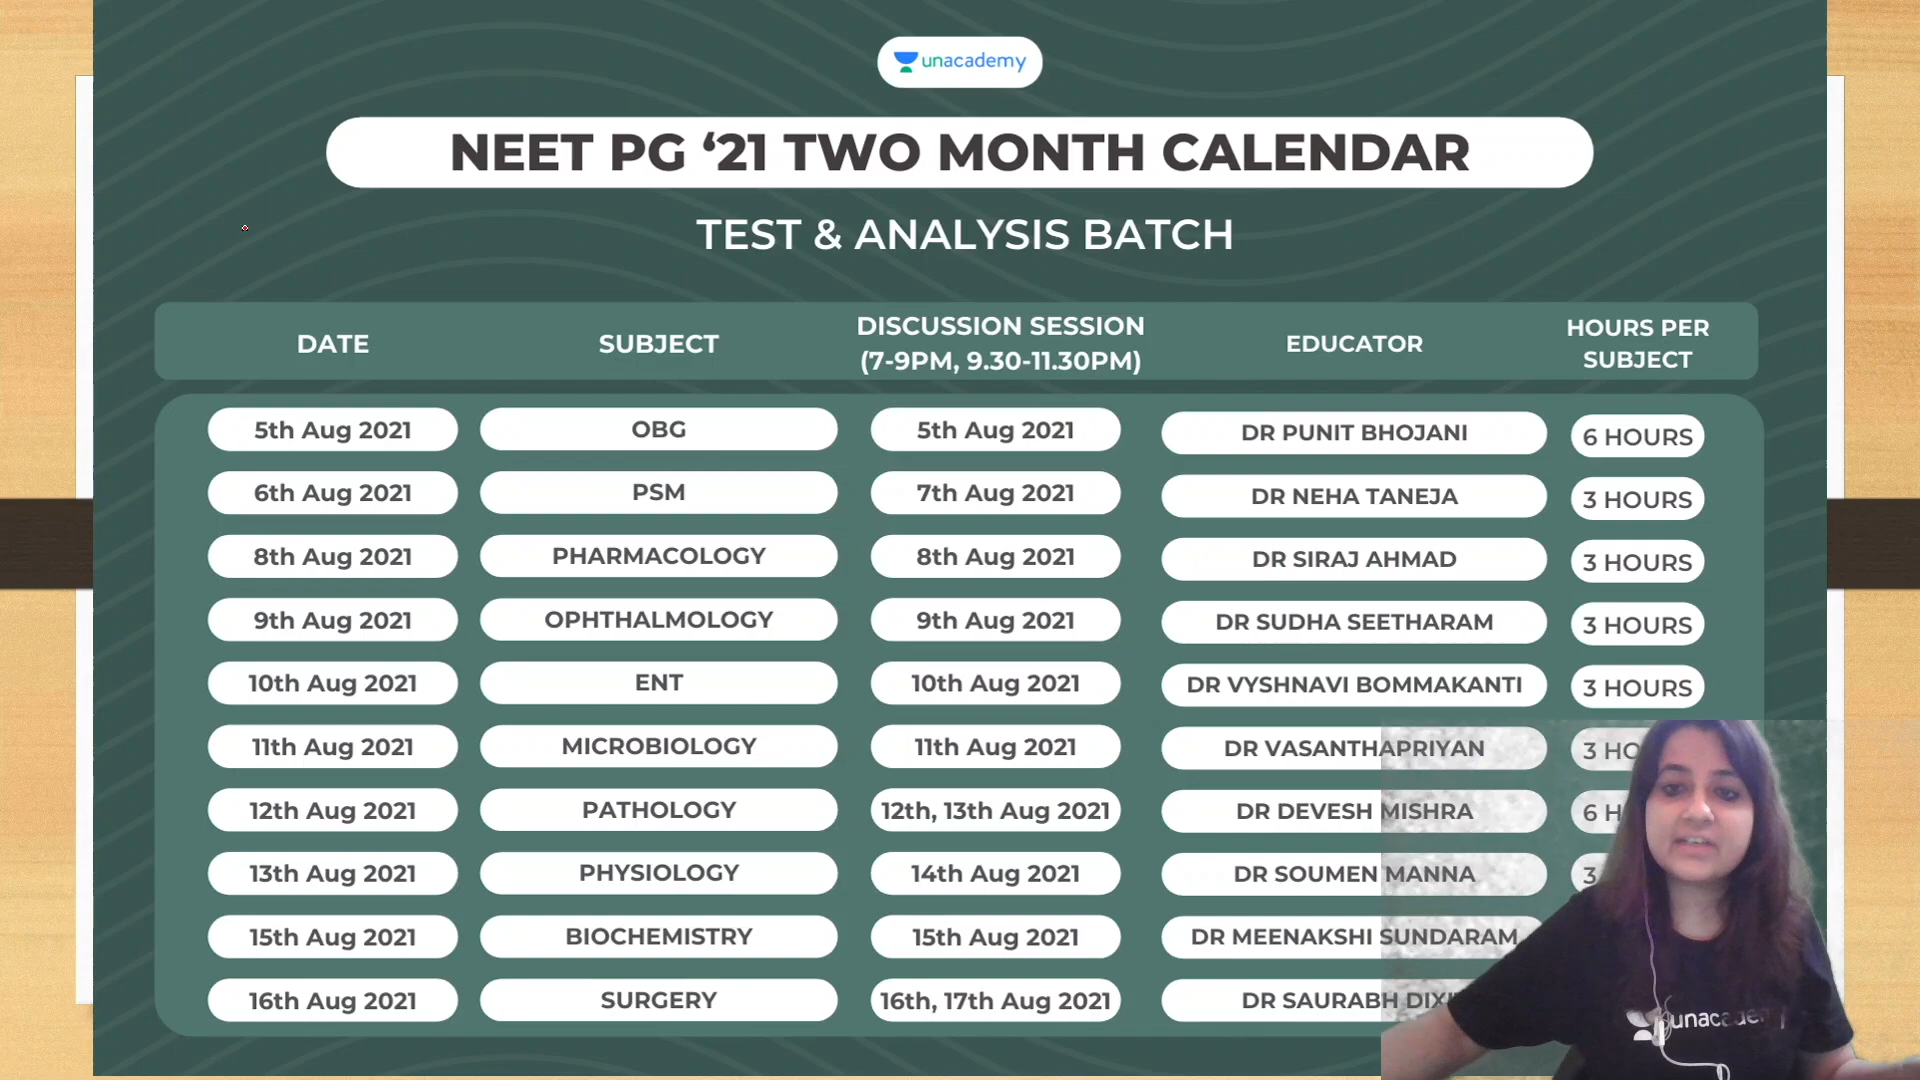 unacademy
NEET PG ‘21 TWO MONTH CALENDAR
TEST & ANALYSIS BATCH
DATE SUBJECT DISCUSSION SESSION (7-9PM, 9.30-11.30PM) EDUCATOR HOURS PER SUBJECT
5th Aug 2021 OBG 5th Aug 2021 DR PUNIT BHOJANI 6 HOURS
6th Aug 2021 PSM 7th Aug 2021 DR NEHA TANEJA 3 HOURS
8th Aug 2021 PHARMACOLOGY 8th Aug 2021 DR SIRAJ AHMAD 3 HOURS
9th Aug 2021 OPHTHALMOLOGY 9th Aug 2021 DR SUDHA SEETHARAM 3 HOURS
10th Aug 2021 ENT 10th Aug 2021 DR VYSHNAVI BOMMAKANTI 3 HOURS
11th Aug 2021 MICROBIOLOGY 11th Aug 2021 DR VASANTHAPRIYAN 3
12th Aug 2021 PATHOLOGY 12th, 13th Aug 2021 DR DEVESH MISHRA 6
13th Aug 2021 PHYSIOLOGY 14th Aug 2021 DR SOUMEN MANNA 3
15th Aug 2021 BIOCHEMISTRY 15th Aug 2021 DR MEENAKSHI SUNDARAM
16th Aug 2021 SURGERY 16th, 17th Aug 2021 DR SAURABH
unacademy